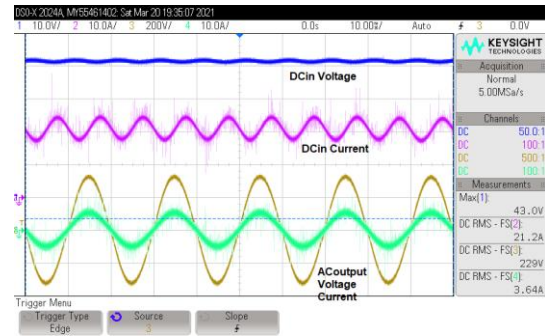 DSO-X 2024A, MY55461402: Sat Mar 20 19:35:07 2021
1 10.0V/ 2 10.0A/ 3 200V/ 4 10.0A/ 0.0s 10.00%/ Auto 3 0.0V
KEYSIGHT
TECHNOLOGIES
Acquisition
Normal
5.00MSa/s
Channels
DC 50.0:1
DC 100:1
DC 500:1
DC 100:1
Measurements
Max(1):
43.0V
DC RMS - FS(2):
21.2A
DC RMS - FS(3):
229V
DC RMS - FS(4):
3.64A
DCin Voltage
DCin Current
ACoutput
Voltage
Current
Trigger Menu
Trigger Type
Edge
Source
3
Slope